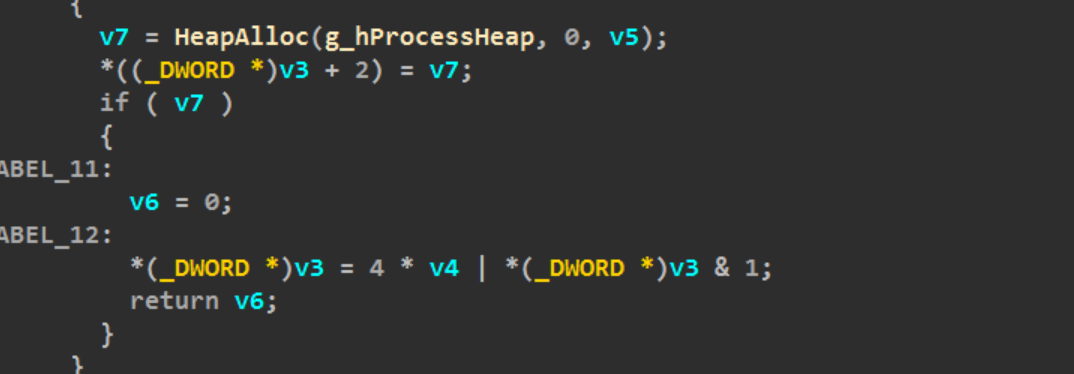 {
v7 = HeapAlloc(g_hProcessHeap, 0, v5);
*((_DWORD *)v3 + 2) = v7;
if ( v7 )
{
ABEL_11:
v6 = 0;
ABEL_12:
*(_DWORD *)v3 = 4 * v4 | *(_DWORD *)v3 & 1;
return v6;
}
}